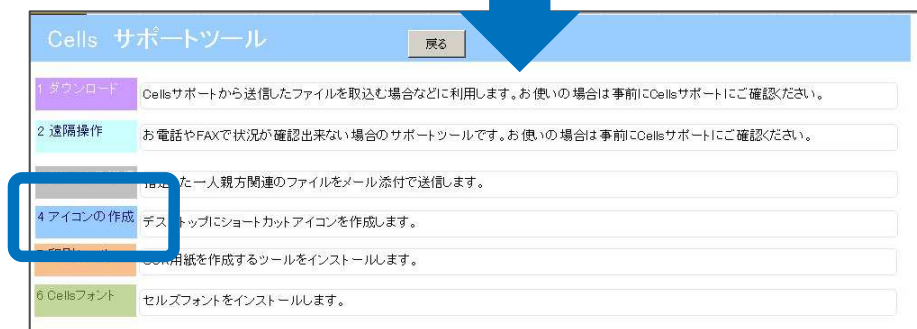 Cells サポートツール
戻る
1 ダウンロード
Cellsサポートから送信したファイルを取込む場合などに利用します。お使いの場合は事前にCellsサポートにご確認ください。
2 遠隔操作
お電話やFAXで状況が確認出来ない場合のサポートツールです。お使いの場合は事前にCellsサポートにご確認ください。
た一人親方関連のファイルをメール添付で送信します。
4 アイコンの作成
デスクトップにショートカットアイコンを作成します。
用紙を作成するツールをインストールします。
6 Cellsフォント
セルズフォントをインストールします。